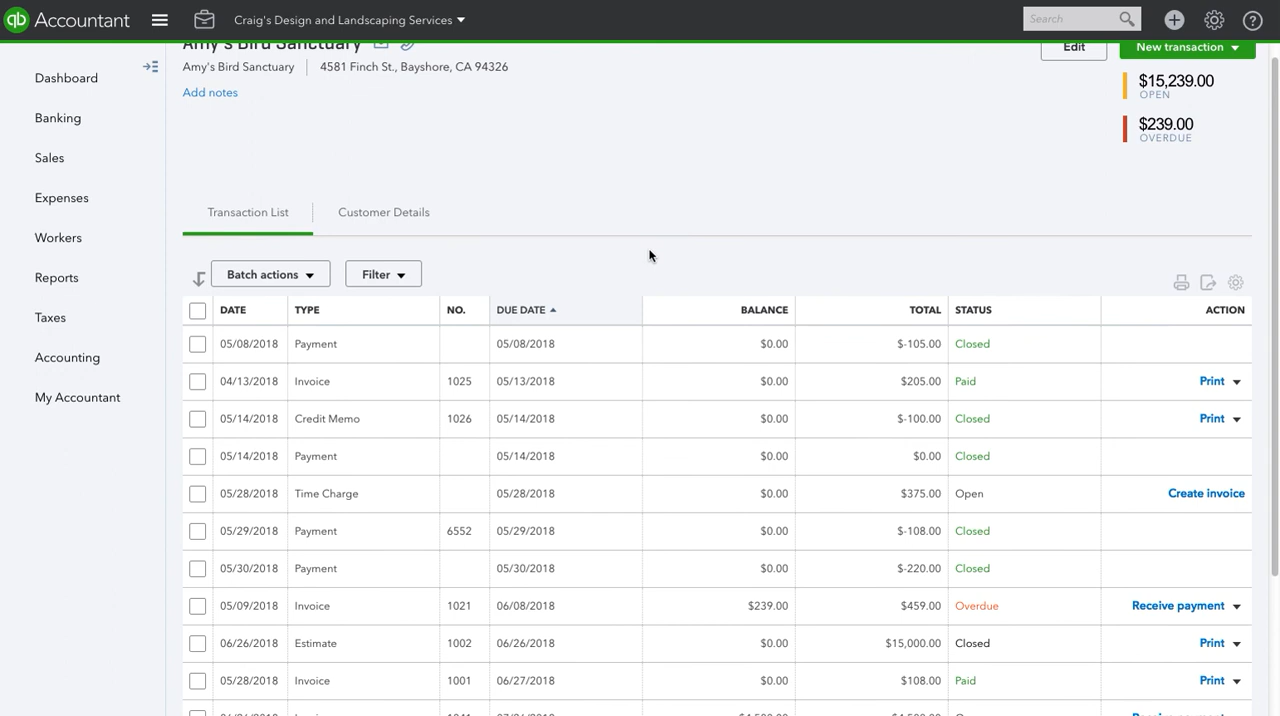 qb Accountant
Craig's Design and Landscaping Services
Search
Amy's Bird Sanctuary
Edit
New transaction
Amy's Bird Sanctuary | 4581 Finch St., Bayshore, CA 94326
Add notes
$15,239.00
OPEN
$239.00
OVERDUE
Dashboard
Banking
Sales
Expenses
Workers
Reports
Taxes
Accounting
My Accountant
Transaction List
Customer Details
Batch actions
Filter
DATE TYPE NO. DUE DATE BALANCE TOTAL STATUS ACTION
05/08/2018 Payment 05/08/2018 $0.00 $-105.00 Closed
04/13/2018 Invoice 1025 05/13/2018 $0.00 $205.00 Paid Print
05/14/2018 Credit Memo 1026 05/14/2018 $0.00 $-100.00 Closed Print
05/14/2018 Payment 05/14/2018 $0.00 $0.00 Closed
05/28/2018 Time Charge 05/28/2018 $0.00 $375.00 Open Create invoice
05/29/2018 Payment 6552 05/29/2018 $0.00 $-108.00 Closed
05/30/2018 Payment 05/30/2018 $0.00 $-220.00 Closed
05/09/2018 Invoice 1021 06/08/2018 $239.00 $459.00 Overdue Receive payment
06/26/2018 Estimate 1002 06/26/2018 $0.00 $15,000.00 Closed Print
05/28/2018 Invoice 1001 06/27/2018 $0.00 $108.00 Paid Print